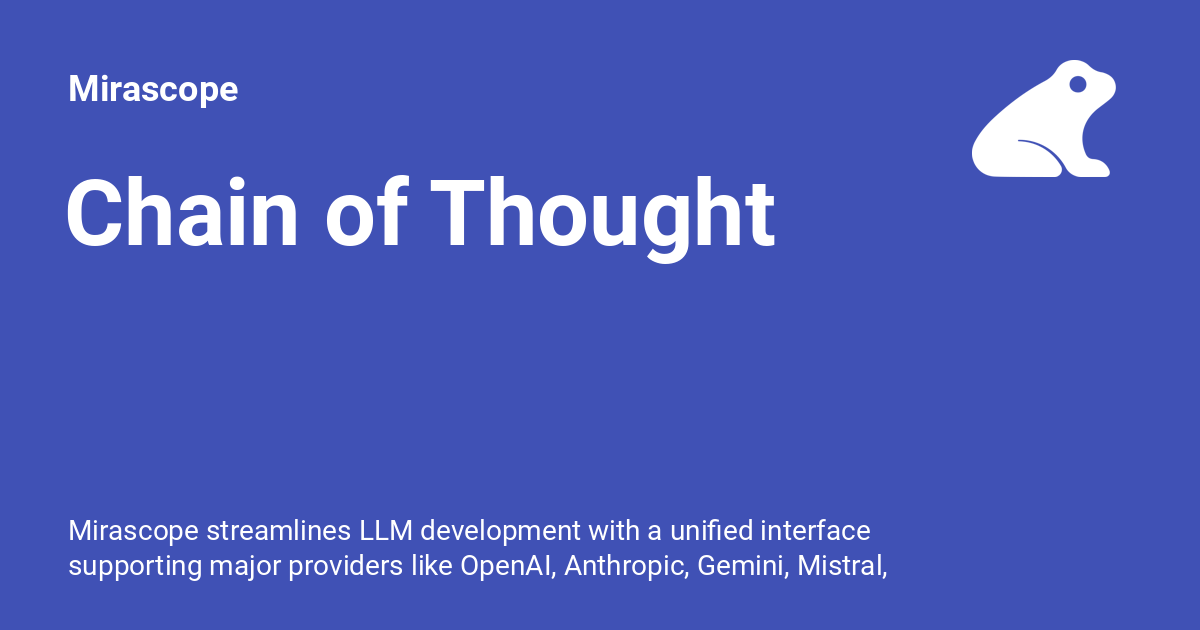 Mirascope
Chain of Thought
Mirascope streamlines LLM development with a unified interface
supporting major providers like OpenAI, Anthropic, Gemini, Mistral,